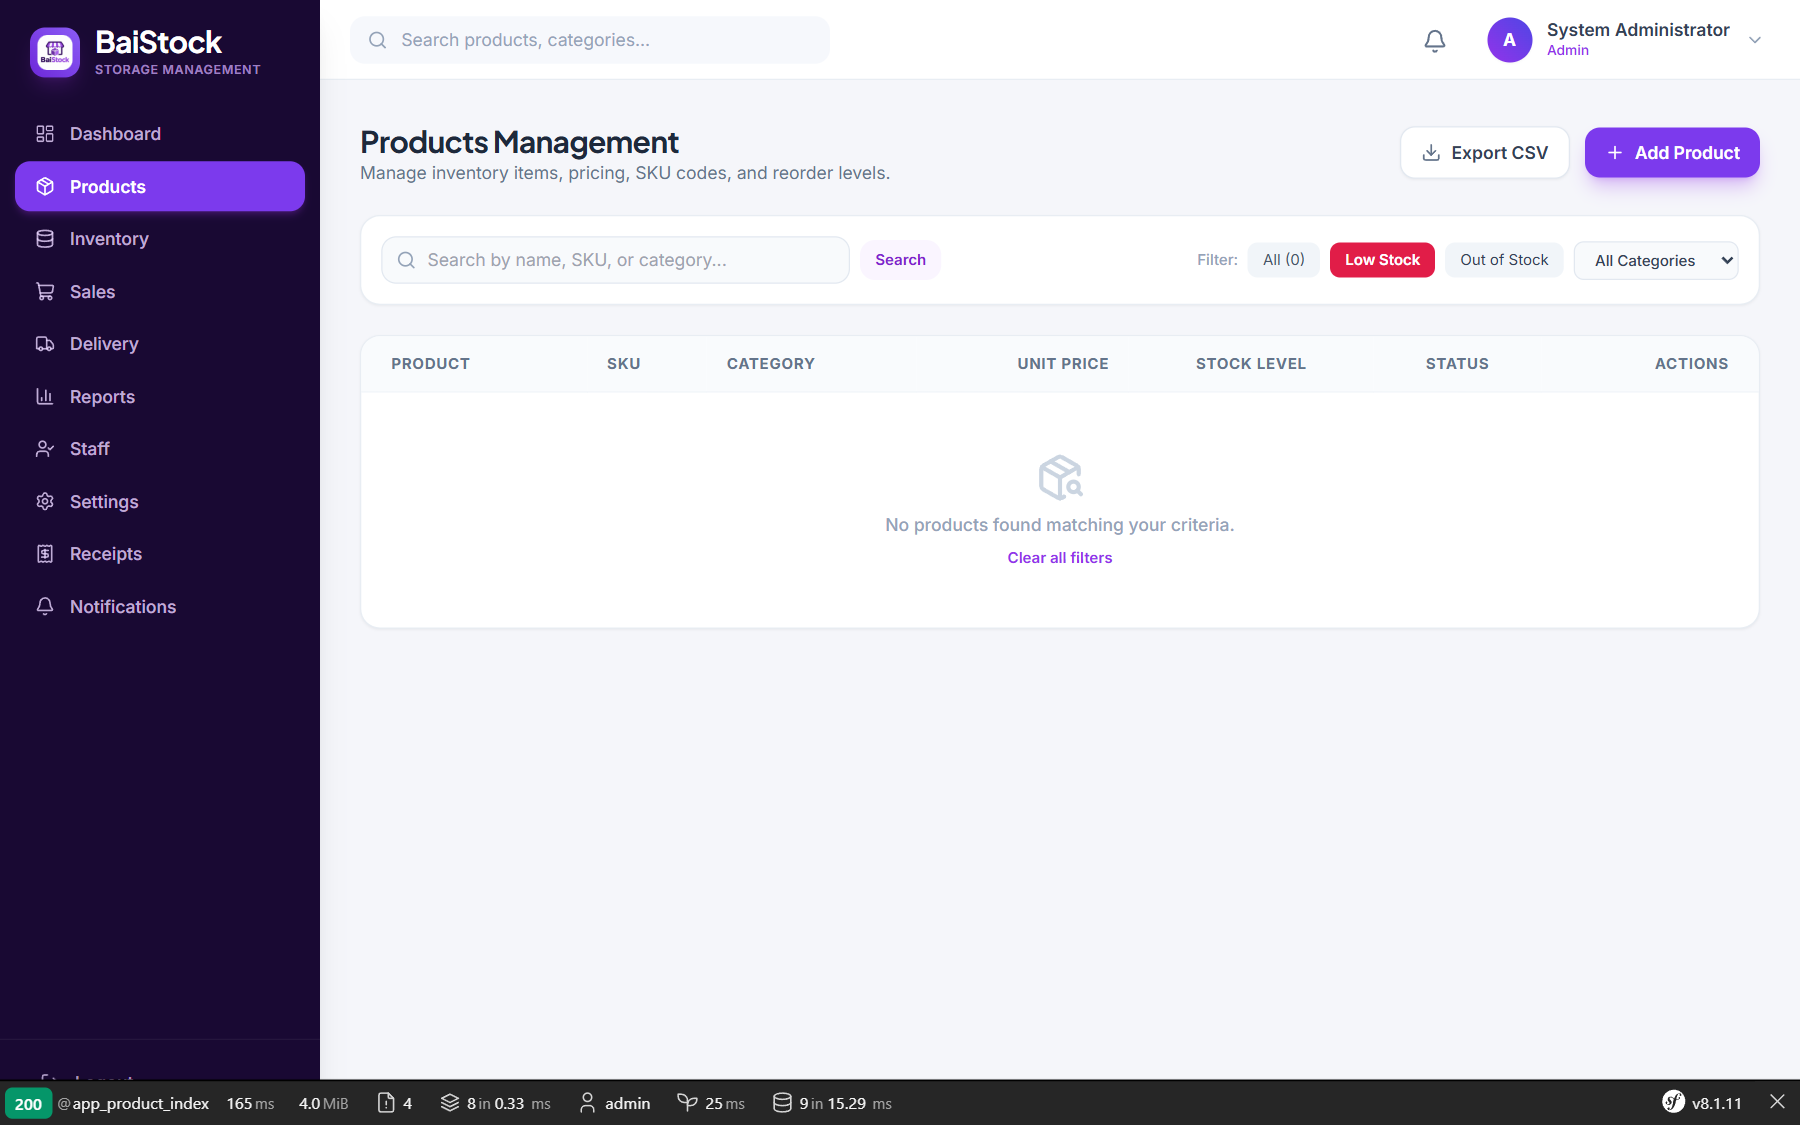 BaiStock
BaiStock
STORAGE MANAGEMENT
Dashboard
Products
Inventory
Sales
Delivery
Reports
Staff
Settings
Receipts
Notifications
Logout
Search products, categories...
A
System Administrator
Admin
Products Management
Manage inventory items, pricing, SKU codes, and reorder levels.
Export CSV
Add Product
Search by name, SKU, or category...
Search
Filter:
All (0)
Low Stock
Out of Stock
All Categories
PRODUCT SKU CATEGORY UNIT PRICE STOCK LEVEL STATUS ACTIONS
No products found matching your criteria.
Clear all filters
200 @app_product_index 165 ms 4.0 MiB 4 8 in 0.33 ms admin 25 ms 9 in 15.29 ms sf v8.1.11